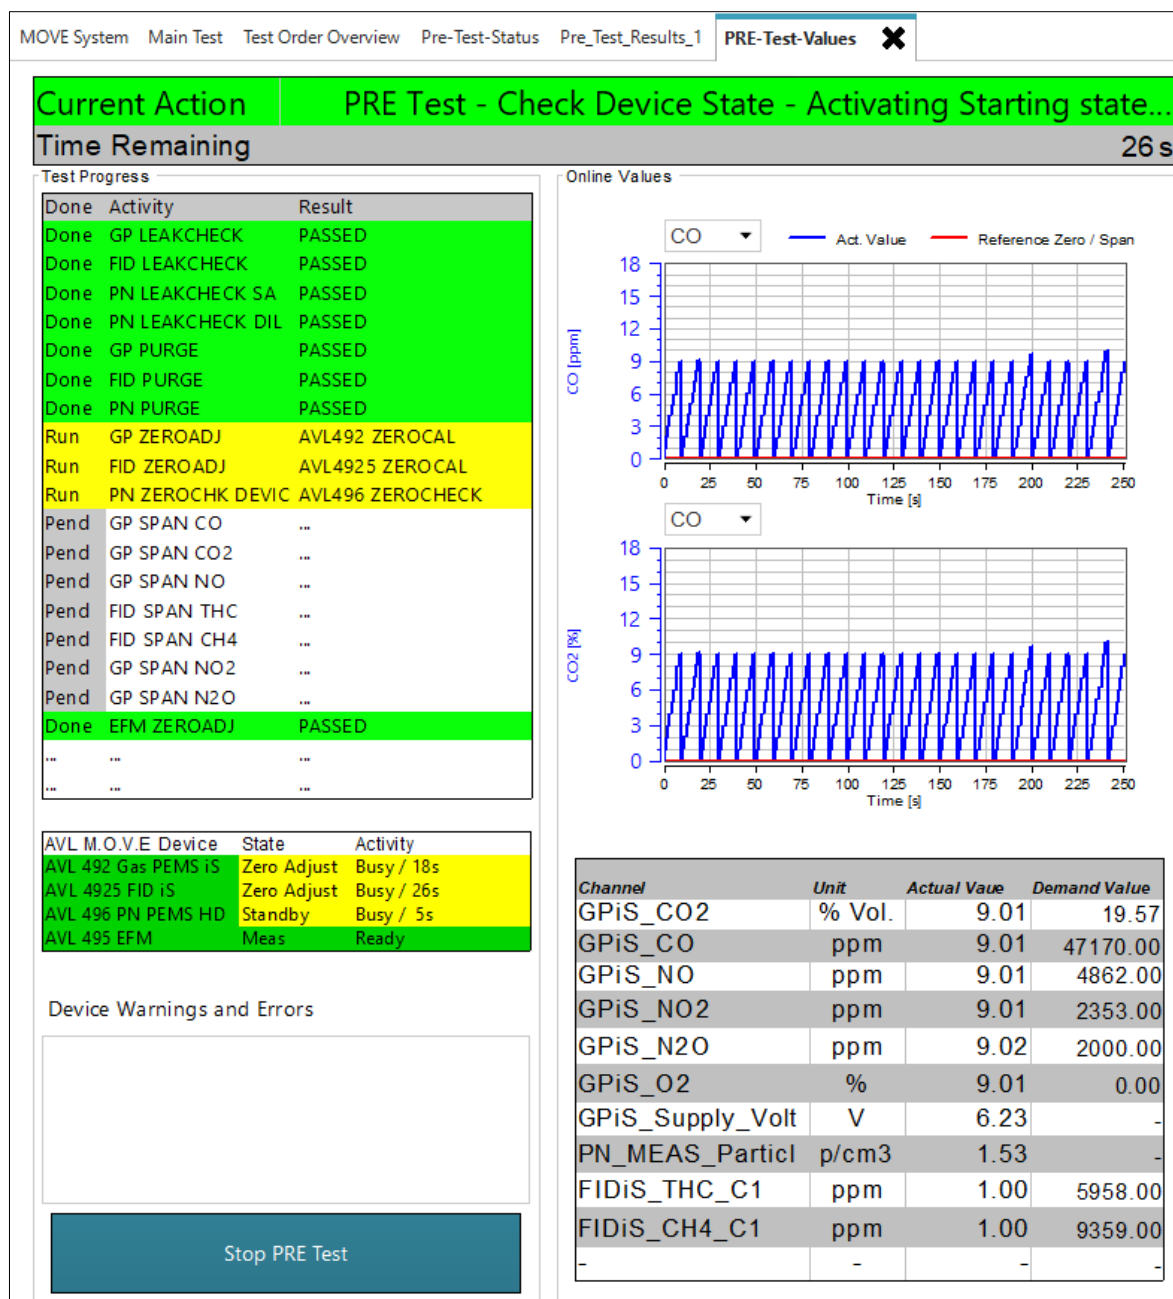 MOVE System Main Test Test Order Overview Pre-Test-Status Pre_Test_Results_1 PRE-Test-Values
Current Action PRE Test - Check Device State - Activating Starting state...
Time Remaining 26 s
Test Progress
Done Activity Result
Done GP LEAKCHECK PASSED
Done FID LEAKCHECK PASSED
Done PN LEAKCHECK SA PASSED
Done PN LEAKCHECK DIL PASSED
Done GP PURGE PASSED
Done FID PURGE PASSED
Done PN PURGE PASSED
Run GP ZEROADJ AVL492 ZEROCAL
Run FID ZEROADJ AVL4925 ZEROCAL
Run PN ZEROCHK DEVIC AVL496 ZEROCHECK
Pend GP SPAN CO ...
Pend GP SPAN CO2 ...
Pend GP SPAN NO ...
Pend FID SPAN THC ...
Pend FID SPAN CH4 ...
Pend GP SPAN NO2 ...
Pend GP SPAN N2O ...
Done EFM ZEROADJ PASSED
... ... ...
... ... ...
AVL M.O.V.E Device State Activity
AVL 492 Gas PEMS iS Zero Adjust Busy / 18s
AVL 4925 FID iS Zero Adjust Busy / 26s
AVL 496 PN PEMS HD Standby Busy / 5s
AVL 495 EFM Meas Ready
Device Warnings and Errors
Stop PRE Test
Online Values
CO Act. Value Reference Zero / Span
18
15
12
9
6
3
0
CO [ppm]
0 25 50 75 100 125 150 175 200 225 250
Time [s]
CO
18
15
12
9
6
3
0
CO2 [%]
0 25 50 75 100 125 150 175 200 225 250
Time [s]
Channel Unit Actual Vaue Demand Value
GPiS_CO2 % Vol. 9.01 19.57
GPiS_CO ppm 9.01 47170.00
GPiS_NO ppm 9.01 4862.00
GPiS_NO2 ppm 9.01 2353.00
GPiS_N2O ppm 9.02 2000.00
GPiS_O2 % 9.01 0.00
GPiS_Supply_Volt V 6.23 -
PN_MEAS_Particl p/cm3 1.53 -
FIDiS_THC_C1 ppm 1.00 5958.00
FIDiS_CH4_C1 ppm 1.00 9359.00
- - - -